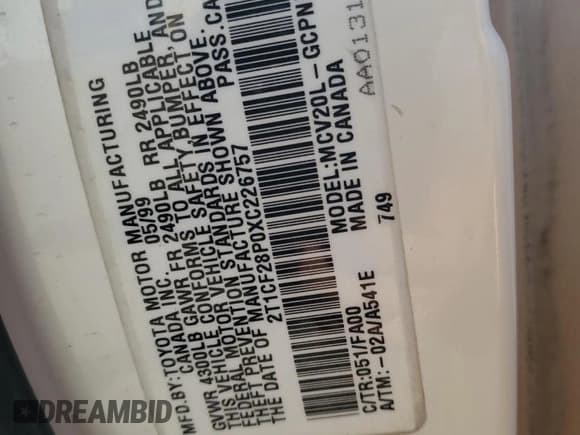 MFD.BY:TOYOTA MOTOR MANUFACTURING
CANADA INC. 05/99
GVWR 4300LB GAWR FR 2490LB RR 2490LB
THIS VEHICLE CONFORMS TO ALL APPLICABLE
FEDERAL MOTOR VEHICLE SAFETY, BUMPER, AND
THEFT PREVENTION STANDARDS IN EFFECT ON
THE DATE OF MANUFACTURE SHOWN ABOVE.
2T1CF28P0XC226757 PASS.CA
MODEL:MCV20L-GCPN
MADE IN CANADA
C/TR:051/FA00
A/TM:-02A/A541E 749
AA0131
DREAMBID